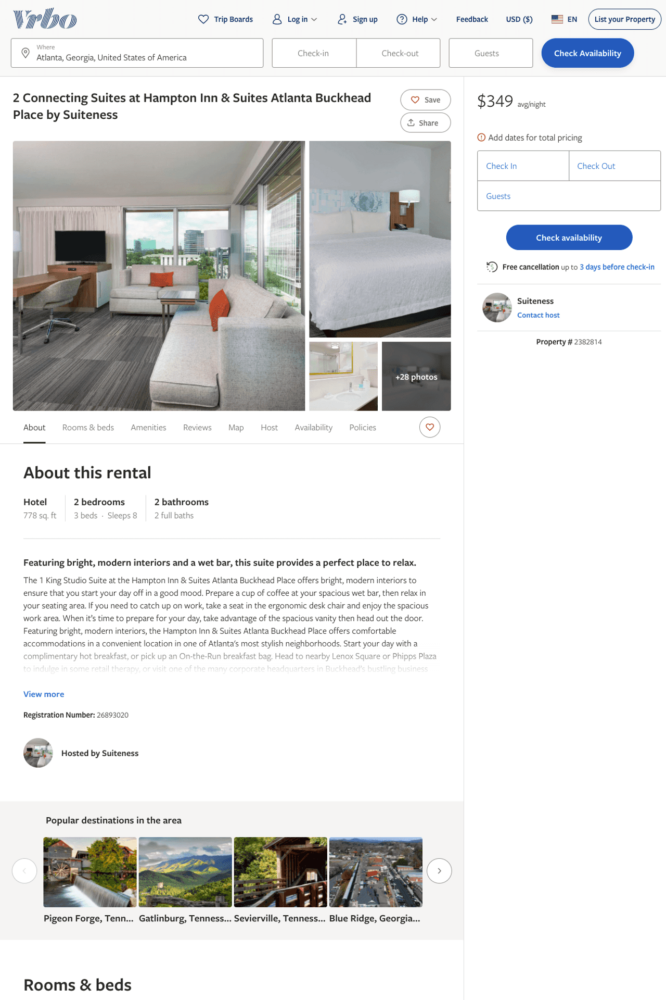 Vrbo
Trip Boards
Log in
Sign up
Help
Feedback
USD ($)
EN
List your Property
Where
Atlanta, Georgia, United States of America
Check-in
Check-out
Guests
Check Availability
2 Connecting Suites at Hampton Inn & Suites Atlanta Buckhead
Place by Suiteness
Save
Share
+28 photos
$349 avg/night
Add dates for total pricing
Check In
Check Out
Guests
Check availability
Free cancellation up to 3 days before check-in
Suiteness
Contact host
Property # 2382814
About
Rooms & beds
Amenities
Reviews
Map
Host
Availability
Policies
About this rental
Hotel
778 sq. ft
2 bedrooms
3 beds · Sleeps 8
2 bathrooms
2 full baths
Featuring bright, modern interiors and a wet bar, this suite provides a perfect place to relax.
The 1 King Studio Suite at the Hampton Inn & Suites Atlanta Buckhead Place offers bright, modern interiors to
ensure that you start your day off in a good mood. Prepare a cup of coffee at your spacious wet bar, then relax in
your seating area. If you need to catch up on work, take a seat in the ergonomic desk chair and enjoy the spacious
work area. When it’s time to prepare for your day, take advantage of the spacious vanity then head out the door.
Featuring bright, modern interiors, the Hampton Inn & Suites Atlanta Buckhead Place offers comfortable
accommodations in a convenient location in one of Atlanta’s most stylish neighborhoods. Start your day with a
complimentary hot breakfast, or pick up an On-the-Run breakfast bag. Head to nearby Lenox Square or Phipps Plaza
to indulge in some retail therapy, or visit one of the many corporate headquarters in Buckhead’s bustling business
View more
Registration Number: 26893020
Hosted by Suiteness
Popular destinations in the area
Pigeon Forge, Tenn...
Gatlinburg, Tenness...
Sevierville, Tenness...
Blue Ridge, Georgia...
Rooms & beds